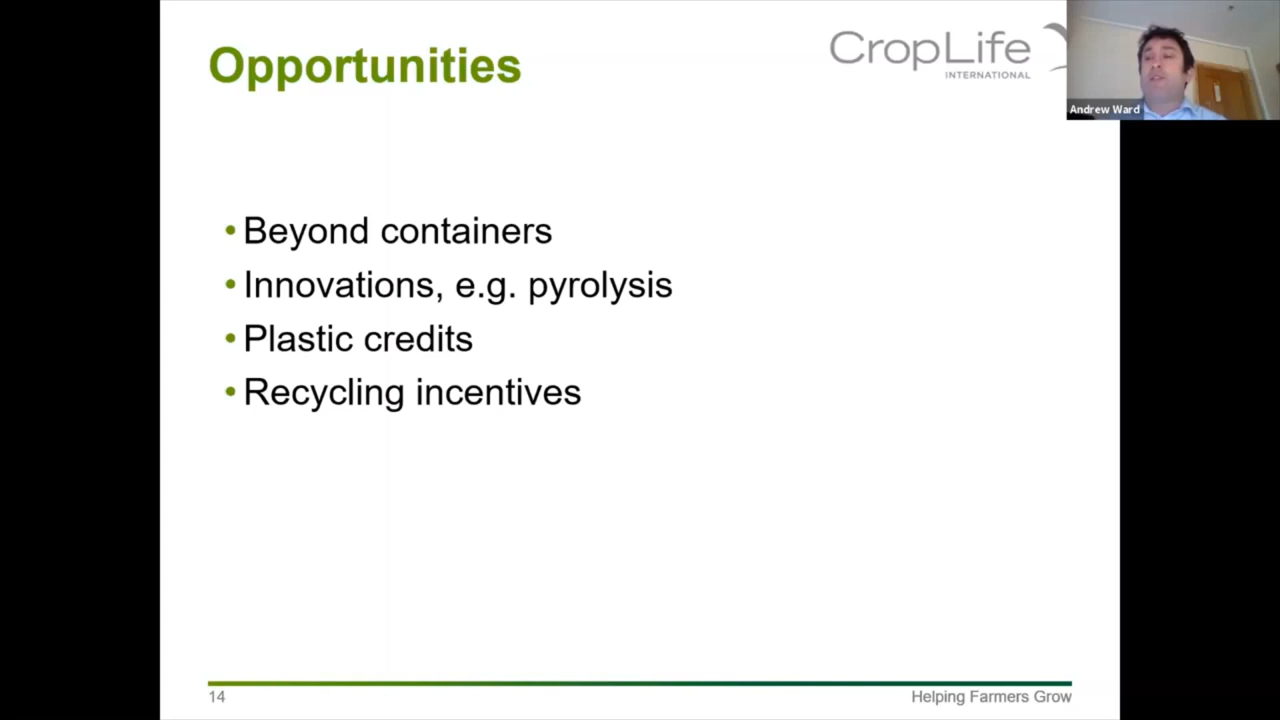 Opportunities
CropLife
INTERNATIONAL
Andrew Ward
•Beyond containers
•Innovations, e.g. pyrolysis
•Plastic credits
•Recycling incentives
14
Helping Farmers Grow